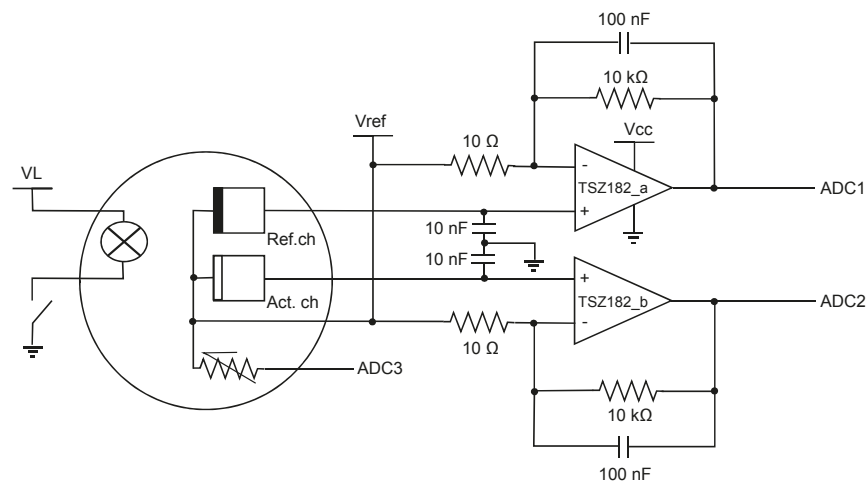 100 nF
10 kΩ
Vref
10 Ω
Vcc
VL
-
TSZ182_a
+
ADC1
Ref.ch
10 nF
10 nF
Act. ch
+
TSZ182_b
-
ADC2
10 Ω
ADC3
10 kΩ
100 nF